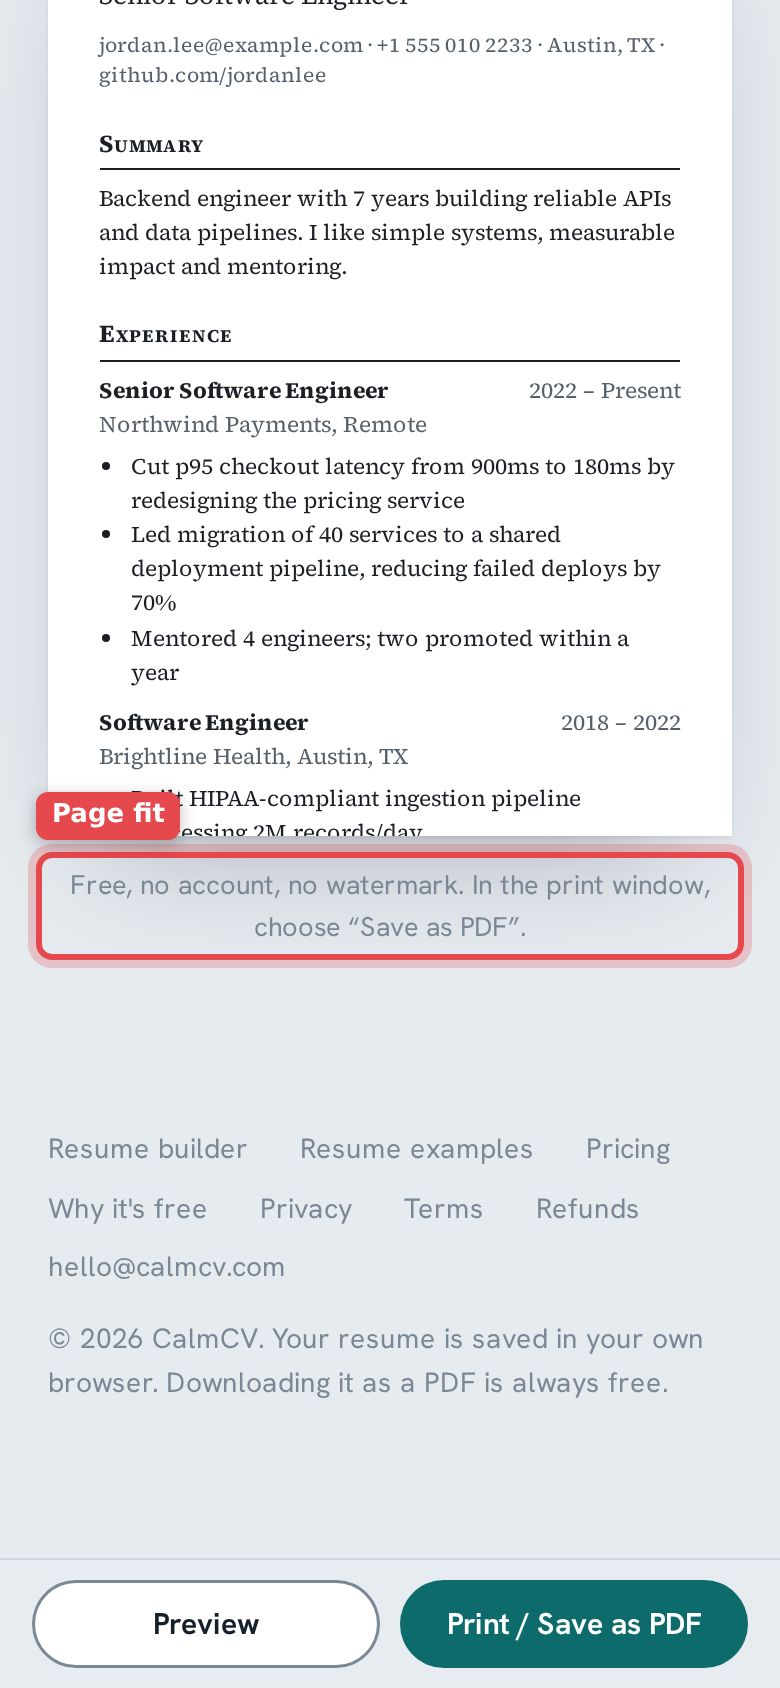 jordan.lee@example.com · +1 555 010 2233 · Austin, TX ·
github.com/jordanlee
Summary
Backend engineer with 7 years building reliable APIs
and data pipelines. I like simple systems, measurable
impact and mentoring.
Experience
Senior Software Engineer 2022 – Present
Northwind Payments, Remote
• Cut p95 checkout latency from 900ms to 180ms by
redesigning the pricing service
• Led migration of 40 services to a shared
deployment pipeline, reducing failed deploys by
70%
• Mentored 4 engineers; two promoted within a
year
Software Engineer 2018 – 2022
Brightline Health, Austin, TX
HIPAA-compliant ingestion pipeline
2M records/day
Page fit
Free, no account, no watermark. In the print window,
choose “Save as PDF”.
Resume builder Resume examples Pricing
Why it's free Privacy Terms Refunds
hello@calmcv.com
© 2026 CalmCV. Your resume is saved in your own
browser. Downloading it as a PDF is always free.
Preview Print / Save as PDF